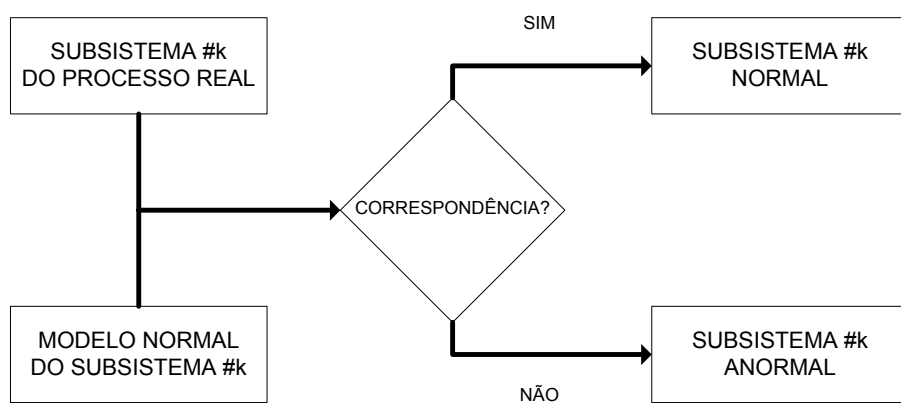 SUBSISTEMA #k
DO PROCESSO REAL
SIM
SUBSISTEMA #k
NORMAL
CORRESPONDÊNCIA?
MODELO NORMAL
DO SUBSISTEMA #k
NÃO
SUBSISTEMA #k
ANORMAL